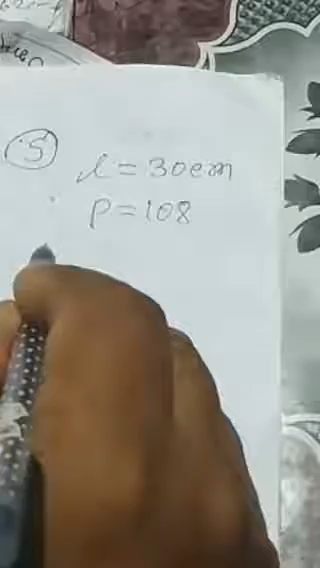 5
l = 30cm
P = 108